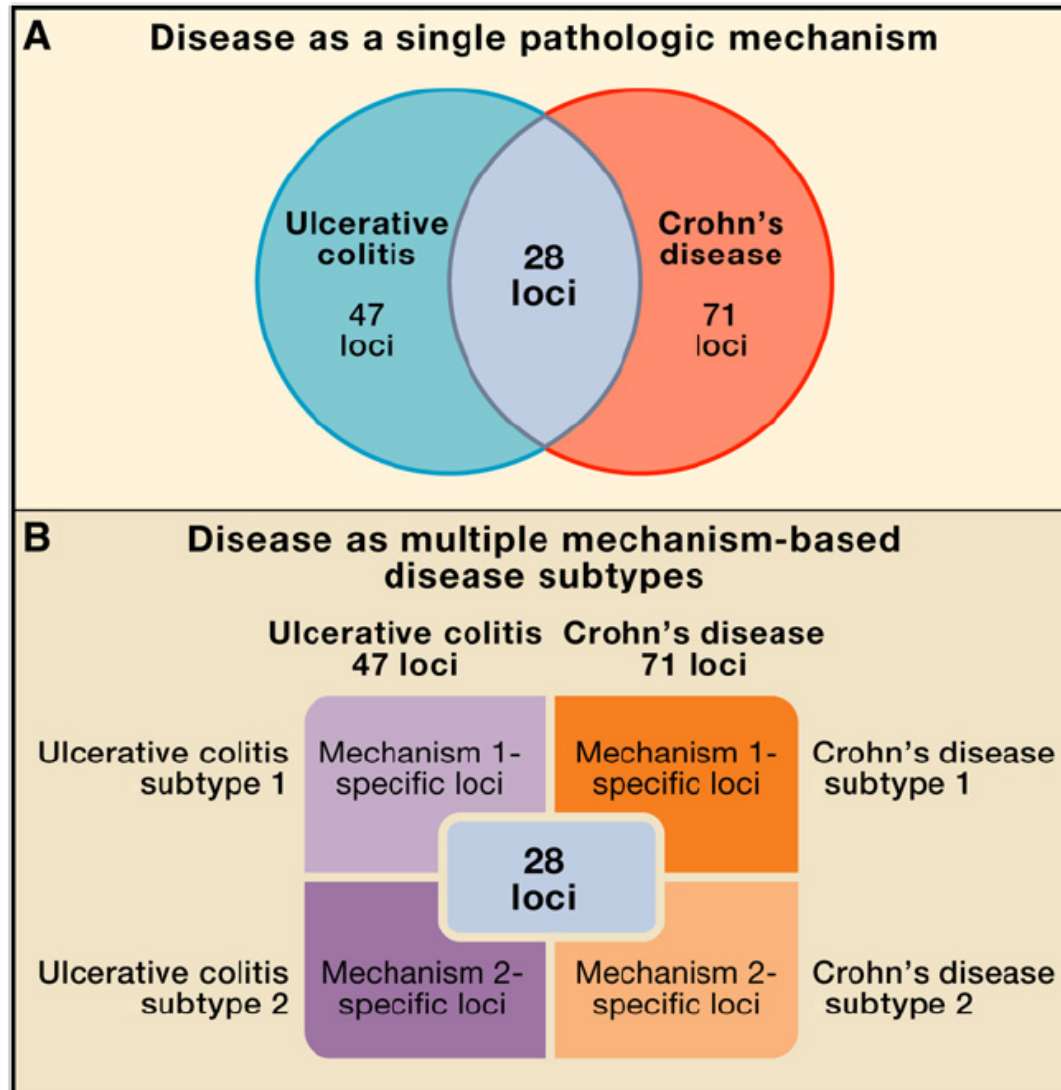 A
Disease as a single pathologic mechanism
Ulcerative
colitis
47
loci
28
loci
Crohn's
disease
71
loci
B
Disease as multiple mechanism-based
disease subtypes
Ulcerative colitis
47 loci
Crohn's disease
71 loci
Ulcerative colitis
subtype 1
Mechanism 1-
specific loci
Mechanism 1-
specific loci
Crohn's disease
subtype 1
28
loci
Ulcerative colitis
subtype 2
Mechanism 2-
specific loci
Mechanism 2-
specific loci
Crohn's disease
subtype 2